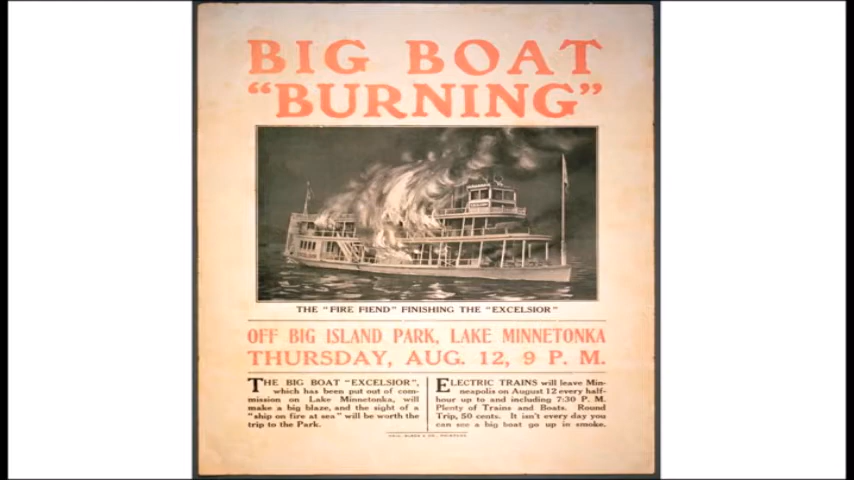 BIG BOAT
“BURNING”
THE “FIRE FIEND” FINISHING THE “EXCELSIOR”
OFF BIG ISLAND PARK, LAKE MINNETONKA
THURSDAY, AUG. 12, 9 P. M.
THE BIG BOAT “EXCELSIOR”,
which has been put out of com-
mission on Lake Minnetonka, will
make a big blaze, and the sight of a
“ship on fire at sea” will be worth the
trip to the Park.
ELECTRIC TRAINS will leave Min-
neapolis on August 12 every half-
hour up to and including 7:30 P. M.
Plenty of Trains and Boats. Round
Trip, 50 cents. It isn't every day you
can see a big boat go up in smoke.